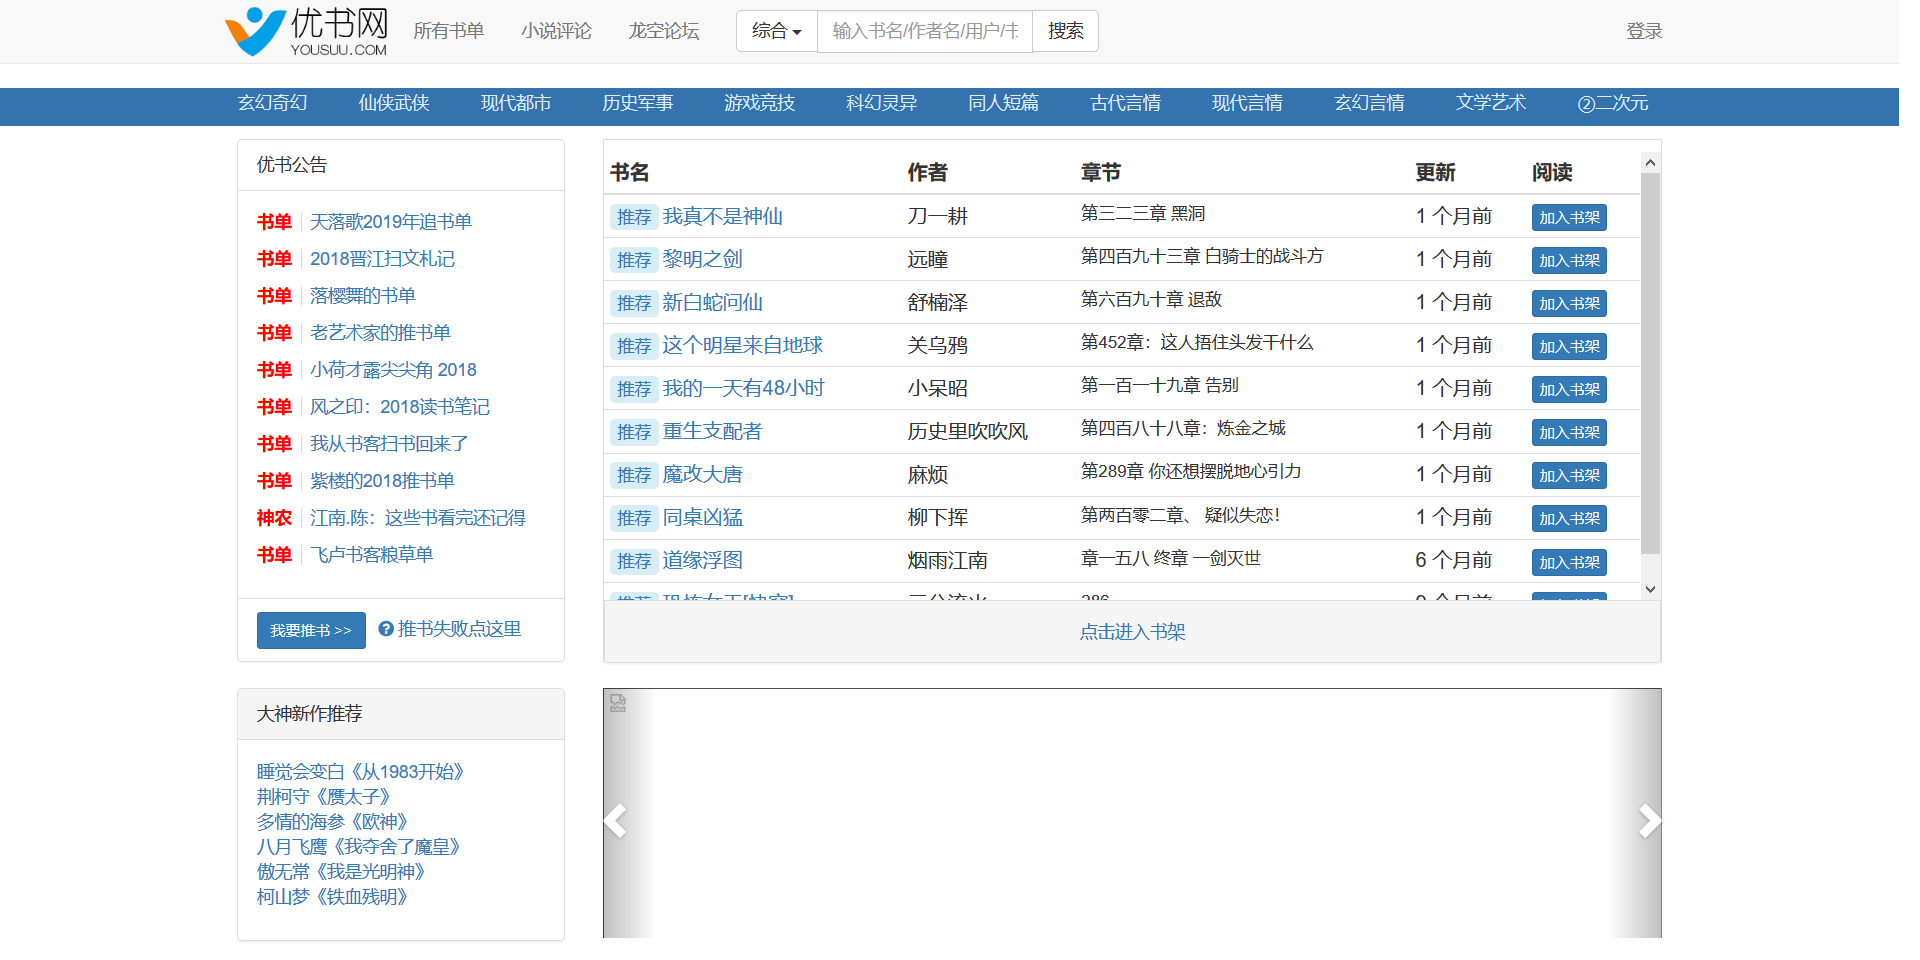 优书网
YOUSUU.COM
所有书单 小说评论 龙空论坛 综合 输入书名/作者名/用户/主 搜索 登录
玄幻奇幻 仙侠武侠 现代都市 历史军事 游戏竞技 科幻灵异 同人短篇 古代言情 现代言情 玄幻言情 文学艺术 ②二次元
优书公告
书单 天落歌2019年追书单
书单 2018晋江扫文札记
书单 落樱舞的书单
书单 老艺术家的推书单
书单 小荷才露尖尖角 2018
书单 风之印：2018读书笔记
书单 我从书客扫书回来了
书单 紫楼的2018推书单
神农 江南.陈：这些书看完还记得
书单 飞卢书客粮草单
我要推书 >> 推书失败点这里
书名 作者 章节 更新 阅读
推荐 我真不是神仙 刀一耕 第三二三章 黑洞 1 个月前 加入书架
推荐 黎明之剑 远瞳 第四百九十三章 白骑士的战斗方 1 个月前 加入书架
推荐 新白蛇问仙 舒楠泽 第六百九十章 退敌 1 个月前 加入书架
推荐 这个明星来自地球 关乌鸦 第452章：这人捂住头发干什么 1 个月前 加入书架
推荐 我的一天有48小时 小呆昭 第一百一十九章 告别 1 个月前 加入书架
推荐 重生支配者 历史里吹吹风 第四百八十八章：炼金之城 1 个月前 加入书架
推荐 魔改大唐 麻烦 第289章 你还想摆脱地心引力 1 个月前 加入书架
推荐 同桌凶猛 柳下挥 第两百零二章、 疑似失恋！ 1 个月前 加入书架
推荐 道缘浮图 烟雨江南 章一五八 终章 一剑灭世 6 个月前 加入书架
点击进入书架
大神新作推荐
睡觉会变白《从1983开始》
荆柯守《赝太子》
多情的海参《欧神》
八月飞鹰《我夺舍了魔皇》
傲无常《我是光明神》
柯山梦《铁血残明》